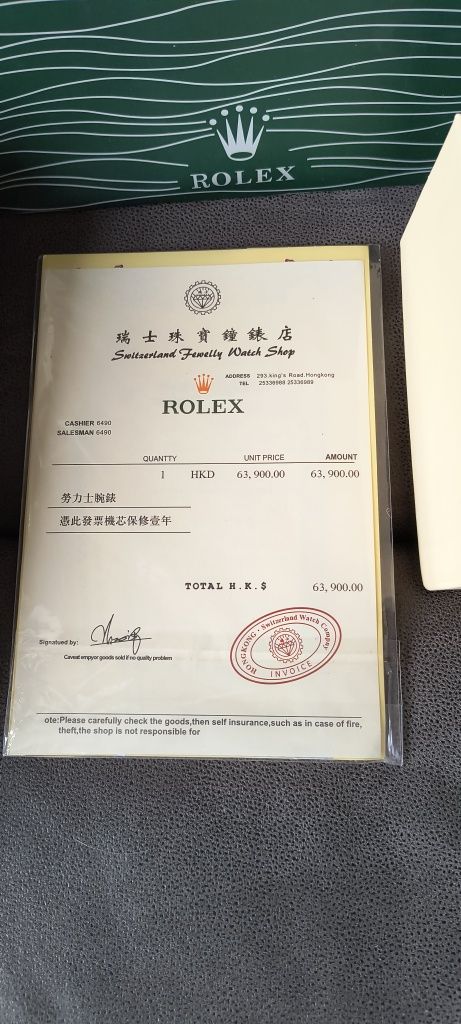 ROLEX
瑞士珠寶鐘錶店
Switzerland Jewelly Watch Shop
ADDRESS 293.king's Road.Hongkong
TEL 25336988 25336989
ROLEX
CASHIER 6490
SALESMAN 6490
QUANTTY UNIT PRICE AMOUNT
1 HKD 63,900.00 63,900.00
勞力士腕錶
憑此發票機芯保修壹年
TOTAL H.K.$ 63,900.00
Signatued by:
Caveat empyor goods sold if no quality problem
HONGKONG · Switzerland Watch Company
INVOICE
ote:Please carefully check the goods,then self insurance,such as in case of fire,
theft,the shop is not responsible for